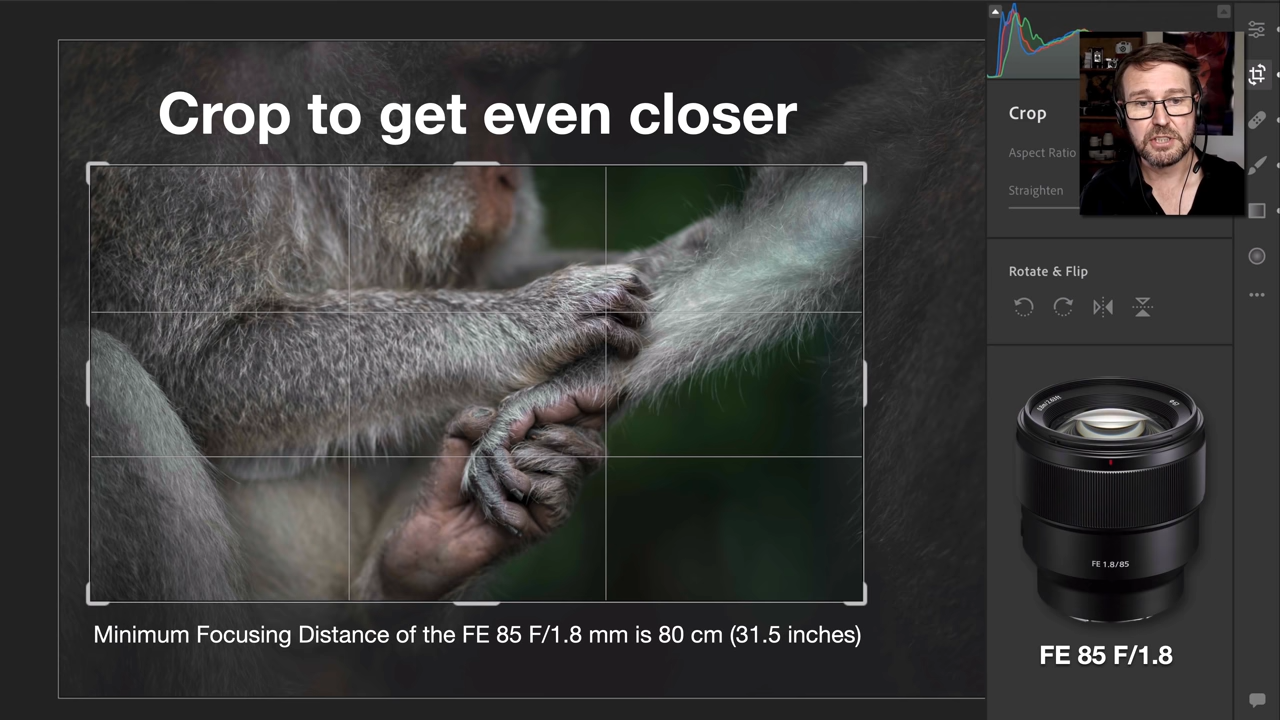 Crop to get even closer
Minimum Focusing Distance of the FE 85 F/1.8 mm is 80 cm (31.5 inches)
Crop
Aspect Ratio
Straighten
Rotate & Flip
FE 1.8/85
FE 85 F/1.8